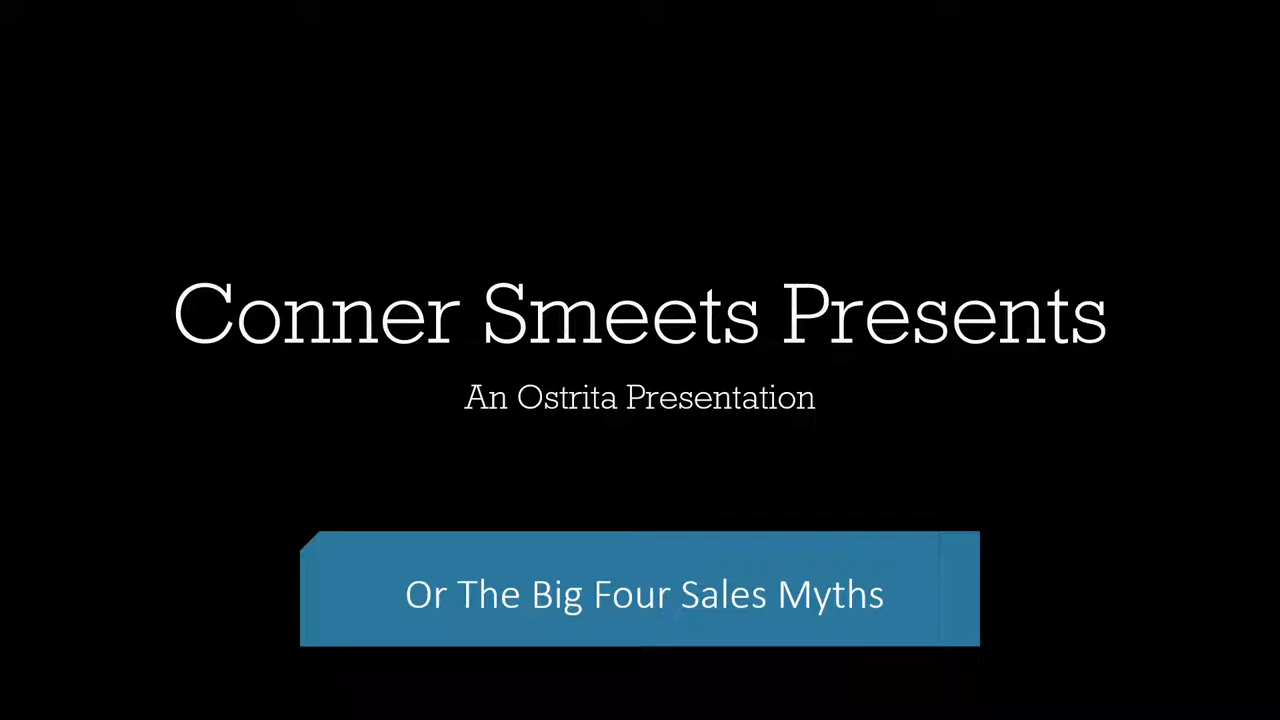 Conner Smeets Presents
An Ostrita Presentation
Or The Big Four Sales Myths